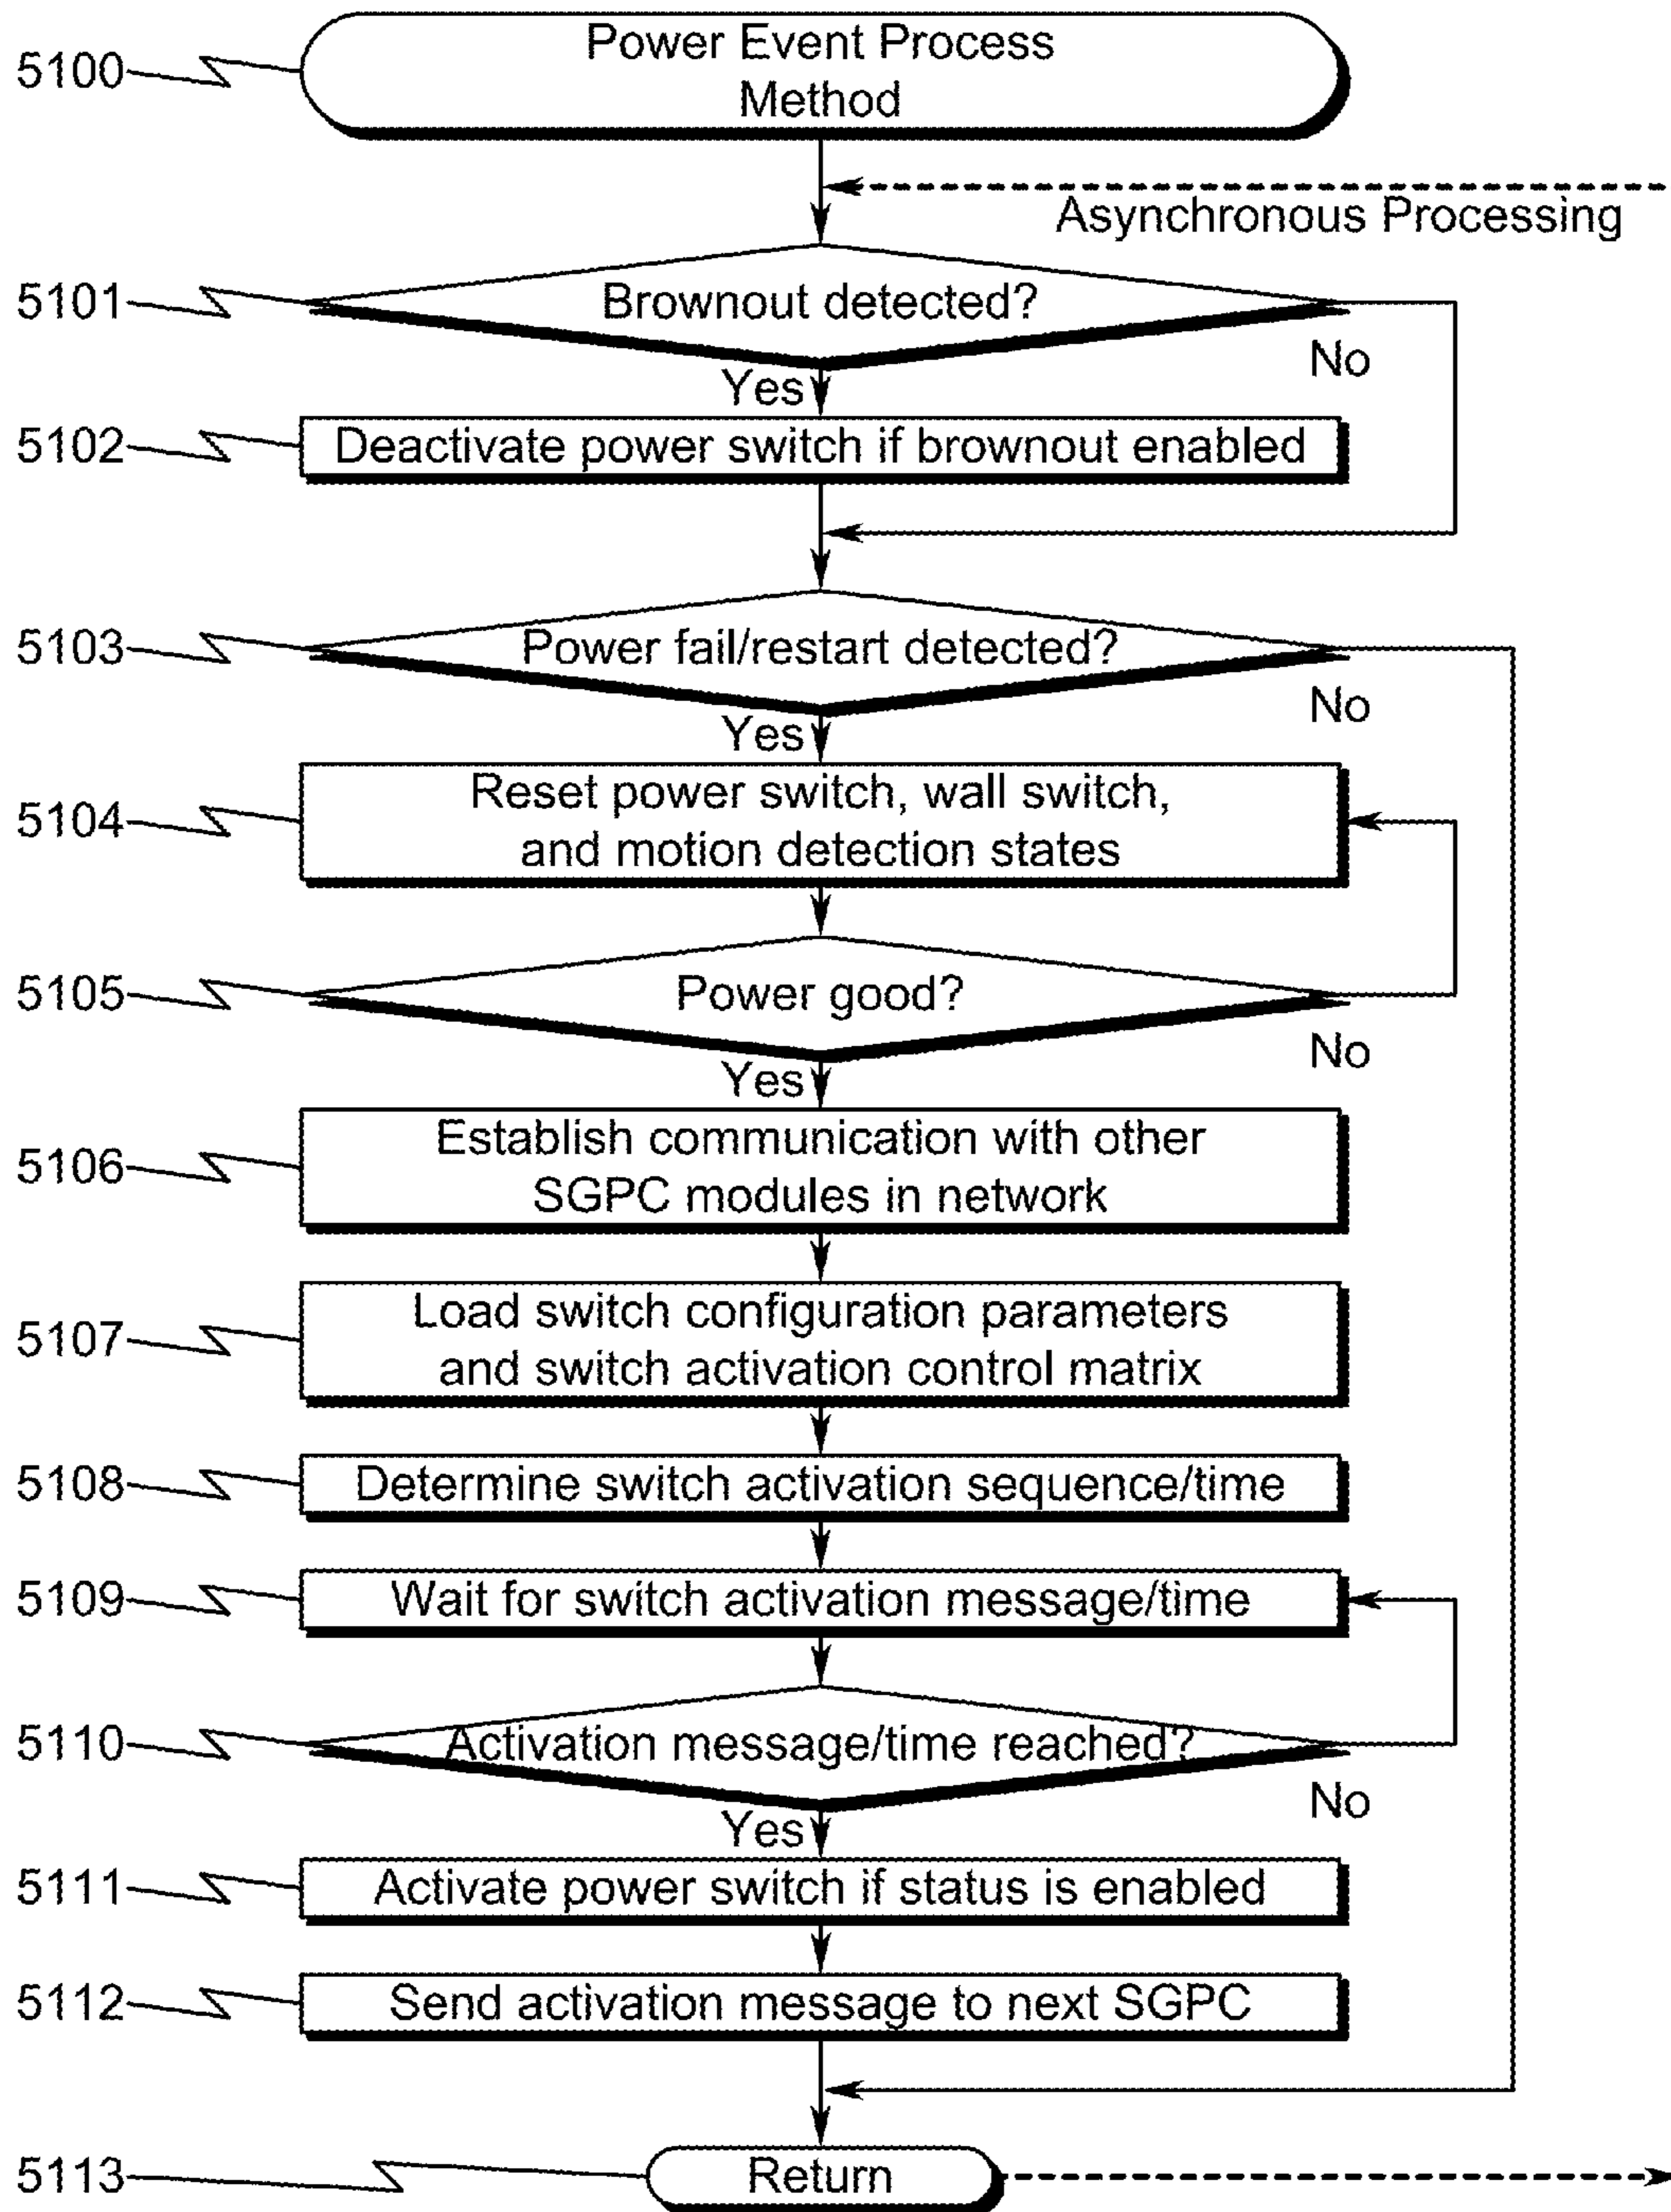 5100
Power Event Process
Method
Asynchronous Processing
5101
Brownout detected?
No
Yes
5102
Deactivate power switch if brownout enabled
5103
Power fail/restart detected?
No
Yes
5104
Reset power switch, wall switch,
and motion detection states
5105
Power good?
No
Yes
5106
Establish communication with other
SGPC modules in network
5107
Load switch configuration parameters
and switch activation control matrix
5108
Determine switch activation sequence/time
5109
Wait for switch activation message/time
5110
Activation message/time reached?
No
Yes
5111
Activate power switch if status is enabled
5112
Send activation message to next SGPC
5113
Return